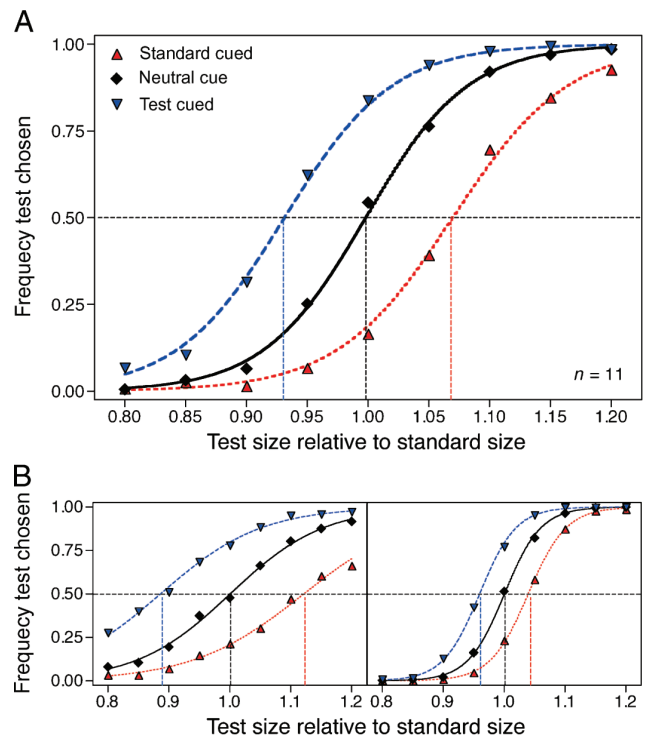 A
Standard cued
Neutral cue
Test cued
Frequecy test chosen
1.00
0.75
0.50
0.25
0.00
n = 11
0.80 0.85 0.90 0.95 1.00 1.05 1.10 1.15 1.20
Test size relative to standard size
B
Frequecy test chosen
1.00
0.75
0.50
0.25
0.00
0.8 0.9 1.0 1.1 1.2 0.8 0.9 1.0 1.1 1.2
Test size relative to standard size